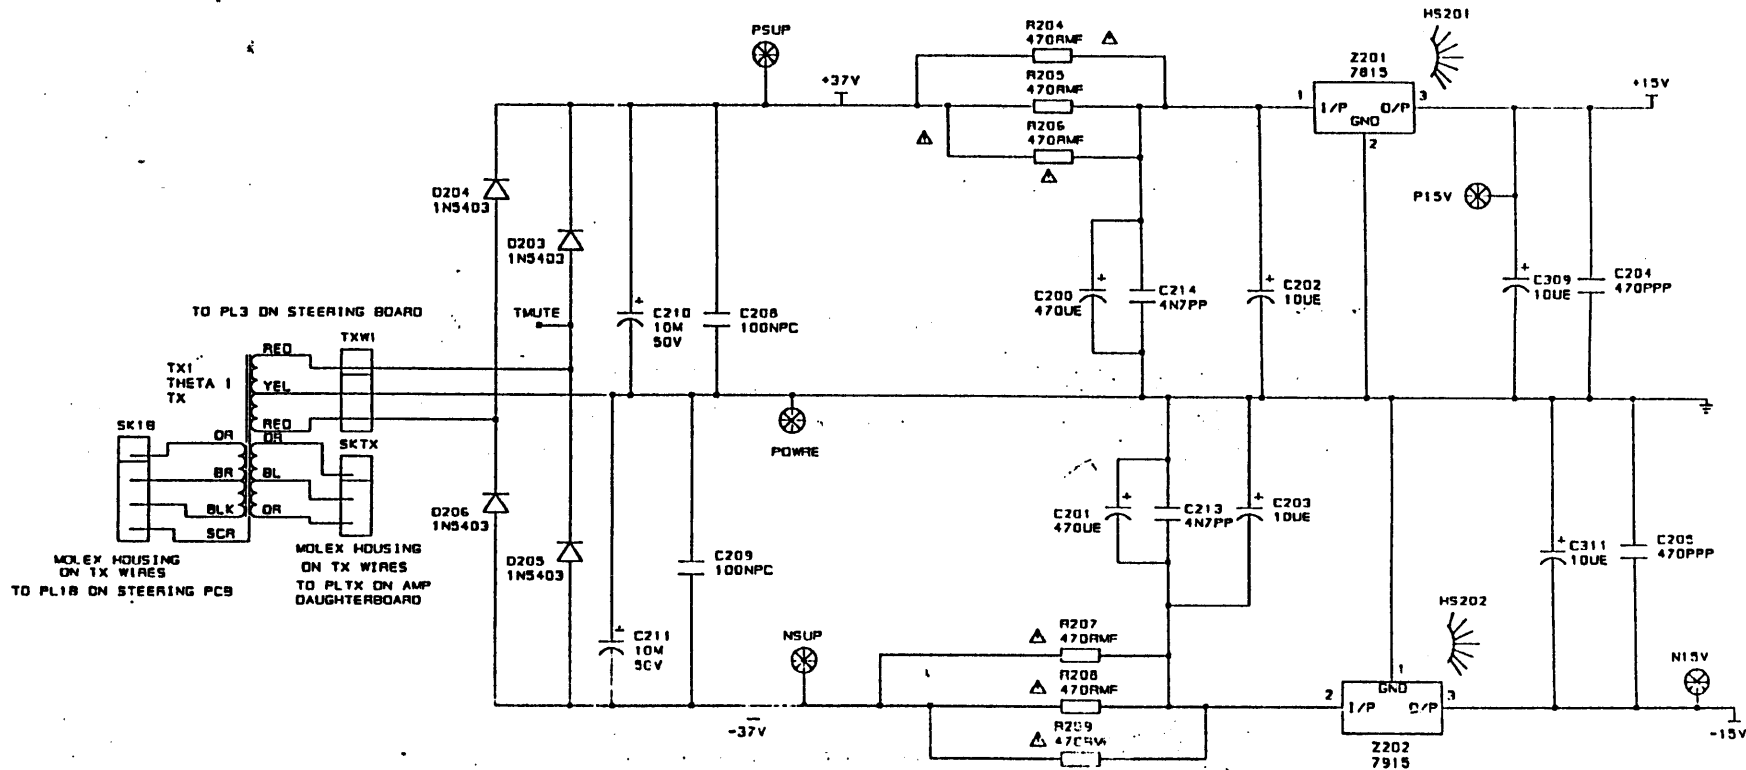 HS201
PSUP
R204
470RMF
+37V
R205
470RMF
Z201
7815
1
I/P
O/P
3
GND
2
+15V
R206
470RMF
D204
1N5403
P15V
D203
1N5403
TO PL3 ON STEERING BOARD
TMUTE
+
C210
10M
50V
C208
100NPC
+
C200
470UE
C214
4N7PP
+
C202
10UE
+
C309
10UE
C204
470PPP
TXW1
RED
TX1
THETA 1
TX
YEL
RED
SK18
OR
OR
SKTX
BR
BL
BLK
OR
SCR
POWRE
MOLEX HOUSING
ON TX WIRES
TO PL18 ON STEERING PCB
MOLEX HOUSING
ON TX WIRES
TO PLTX ON AMP
DAUGHTERBOARD
D206
1N5403
D205
1N5403
C209
100NPC
+
C201
470UE
C213
4N7PP
+
C203
10UE
+
C311
10UE
C205
470PPP
+
C211
10M
50V
NSUP
R207
470RMF
R208
470RMF
R209
HS202
1
GND
2
I/P
O/P
3
N15V
-37V
Z202
7915
-15V